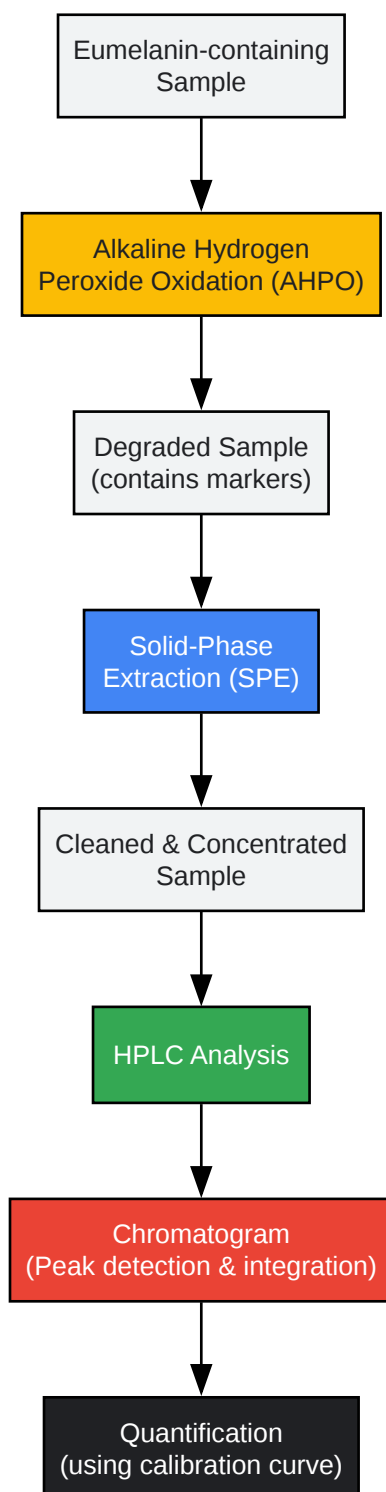 Eumelanin-containing
Sample
Alkaline Hydrogen
Peroxide Oxidation (AHPO)
Degraded Sample
(contains markers)
Solid-Phase
Extraction (SPE)
Cleaned & Concentrated
Sample
HPLC Analysis
Chromatogram
(Peak detection & integration)
Quantification
(using calibration curve)